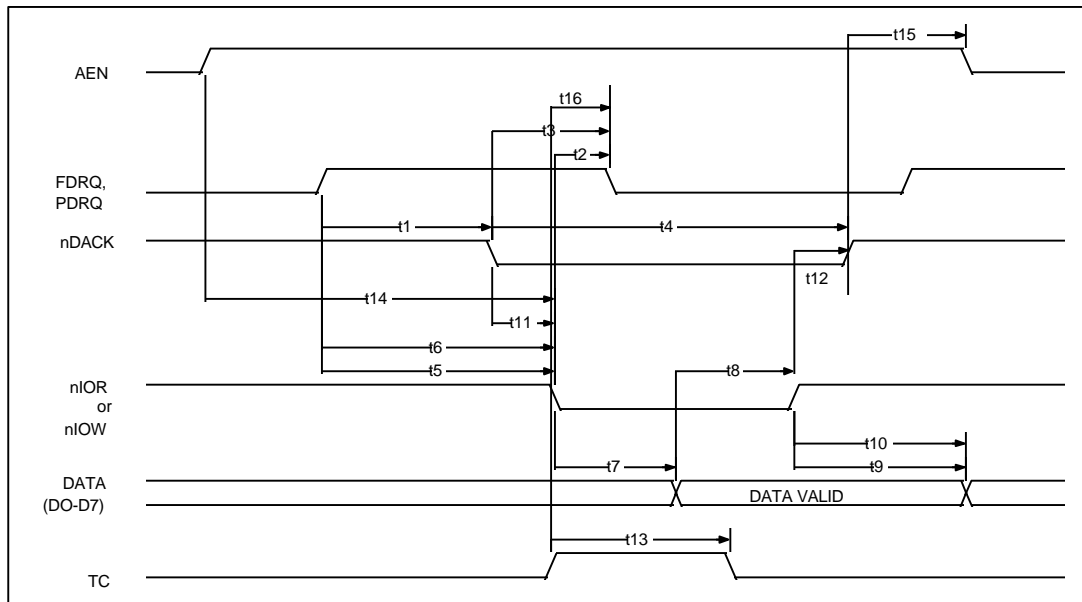 t15
AEN
t16
t3
t2
FDRQ,
PDRQ
t1
t4
nDACK
t12
t14
t11
t6
t5
t8
nIOR
or
nIOW
t10
t7
t9
DATA
(DO-D7)
DATA VALID
t13
TC